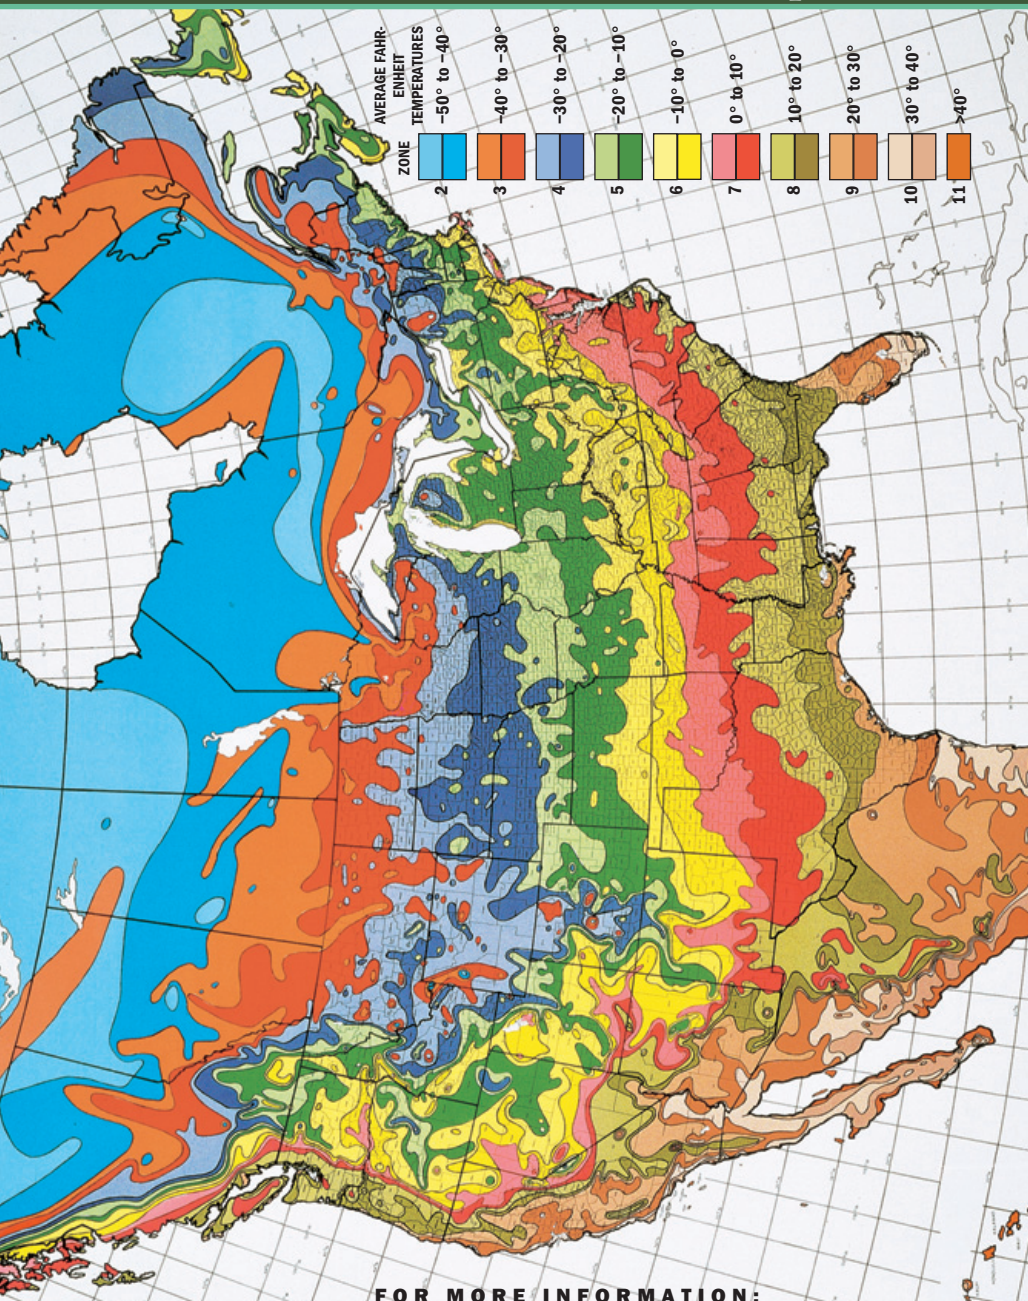 ZONE
AVERAGE FAHR-
ENHEIT
TEMPERATURES
2 –50° to –40°
3 –40° to –30°
4 –30° to –20°
5 –20° to –10°
6 –10° to –0°
7 0° to 10°
8 10° to 20°
9 20° to 30°
10 30° to 40°
11 >40°
FOR MORE INFORMATION: